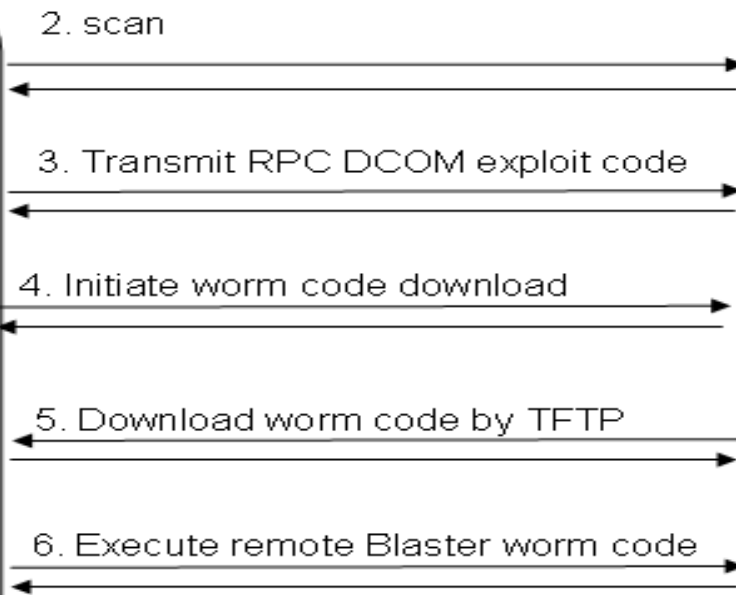 2. scan
3. Transmit RPC DCOM exploit code
4. Initiate worm code download
5. Download worm code by TFTP
6. Execute remote Blaster worm code